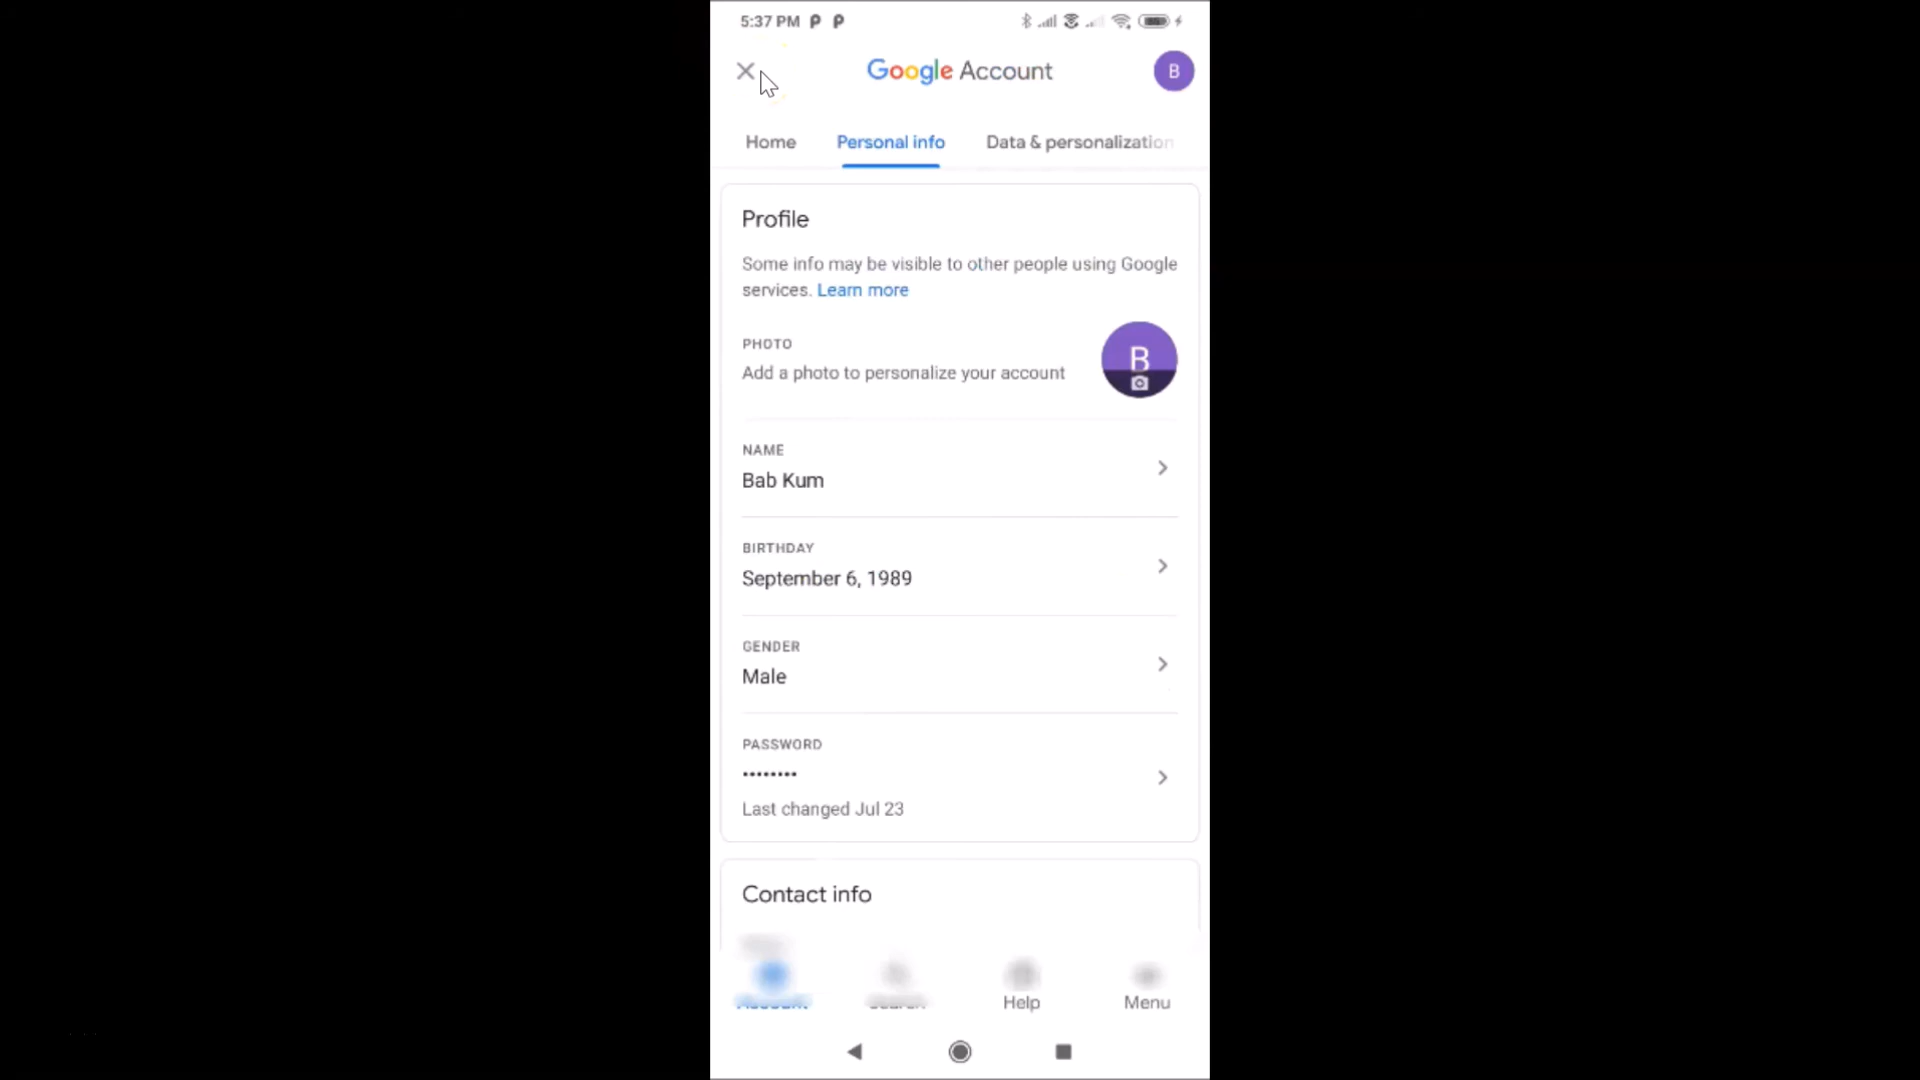 5:37 PM
Google Account
B
Home Personal info Data & personalization
Profile
Some info may be visible to other people using Google
services. Learn more
PHOTO
Add a photo to personalize your account
B
NAME
Bab Kum
BIRTHDAY
September 6, 1989
GENDER
Male
PASSWORD
••••••••
Last changed Jul 23
Contact info
Help Menu